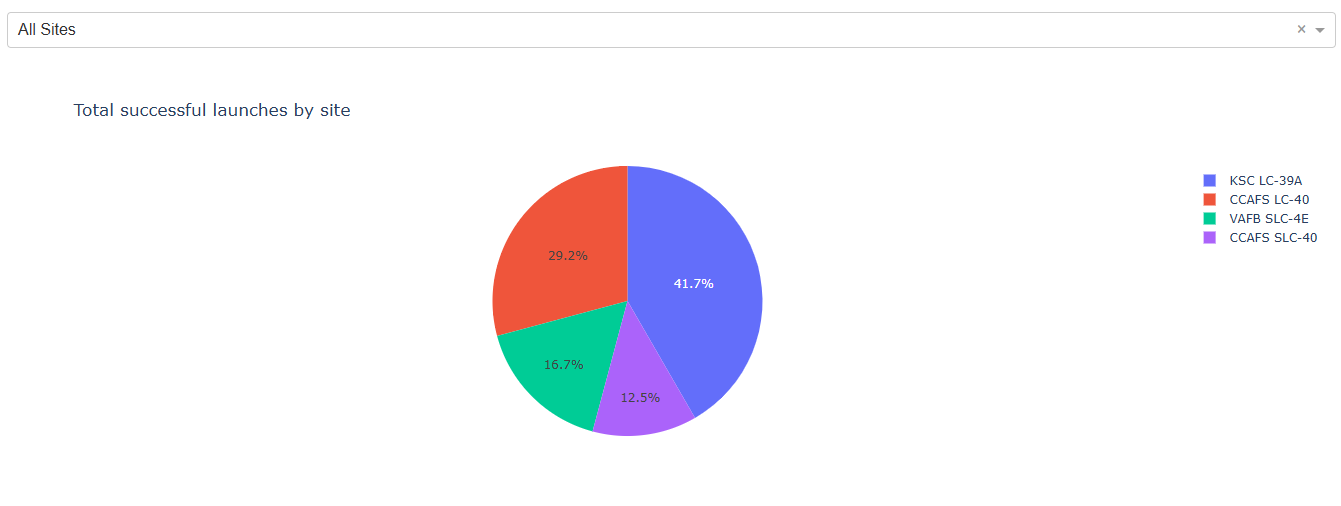 All Sites
Total successful launches by site
KSC LC-39A
CCAFS LC-40
VAFB SLC-4E
CCAFS SLC-40
29.2%
41.7%
16.7%
12.5%